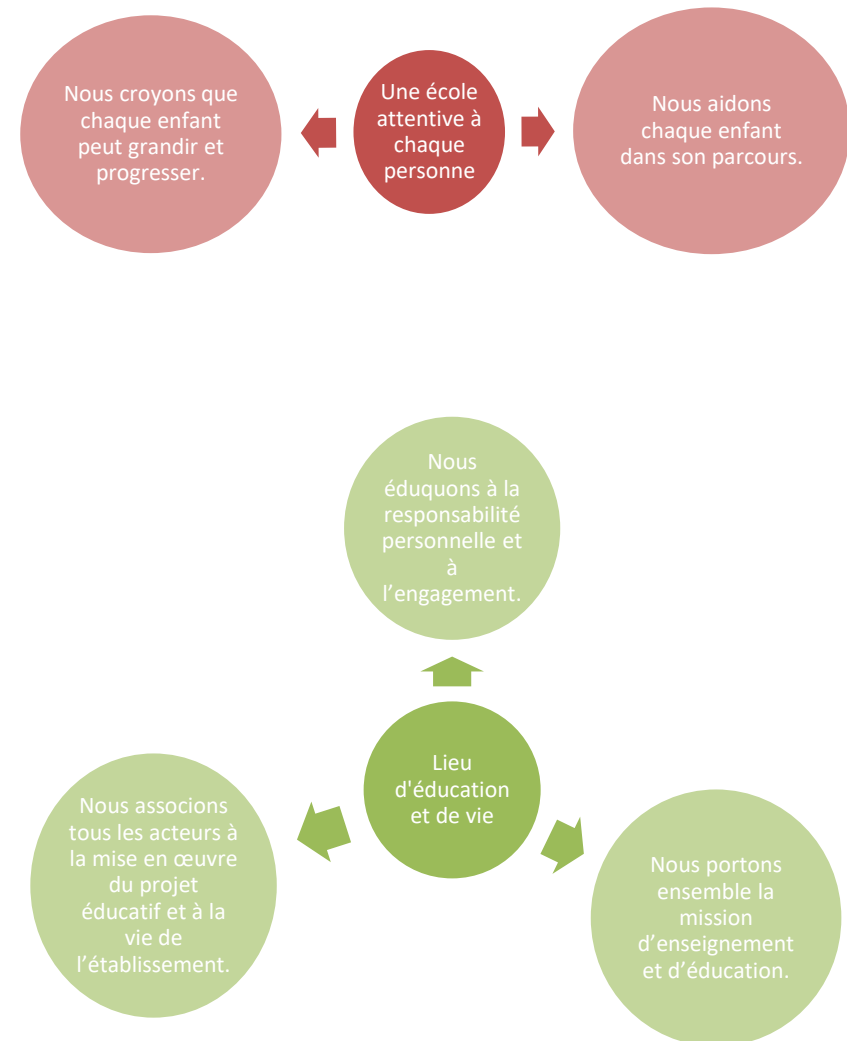 Nous croyons que
chaque enfant
peut grandir et
progresser.
Une école
attentive à
chaque
personne
Nous aidons
chaque enfant
dans son parcours.
Nous
éduquons à la
responsabilité
personnelle et
à
l’engagement.
Lieu
d'éducation
et de vie
Nous associons
tous les acteurs à
la mise en œuvre
du projet
éducatif et à la
vie de
l’établissement.
Nous portons
ensemble la
mission
d’enseignement
et d’éducation.